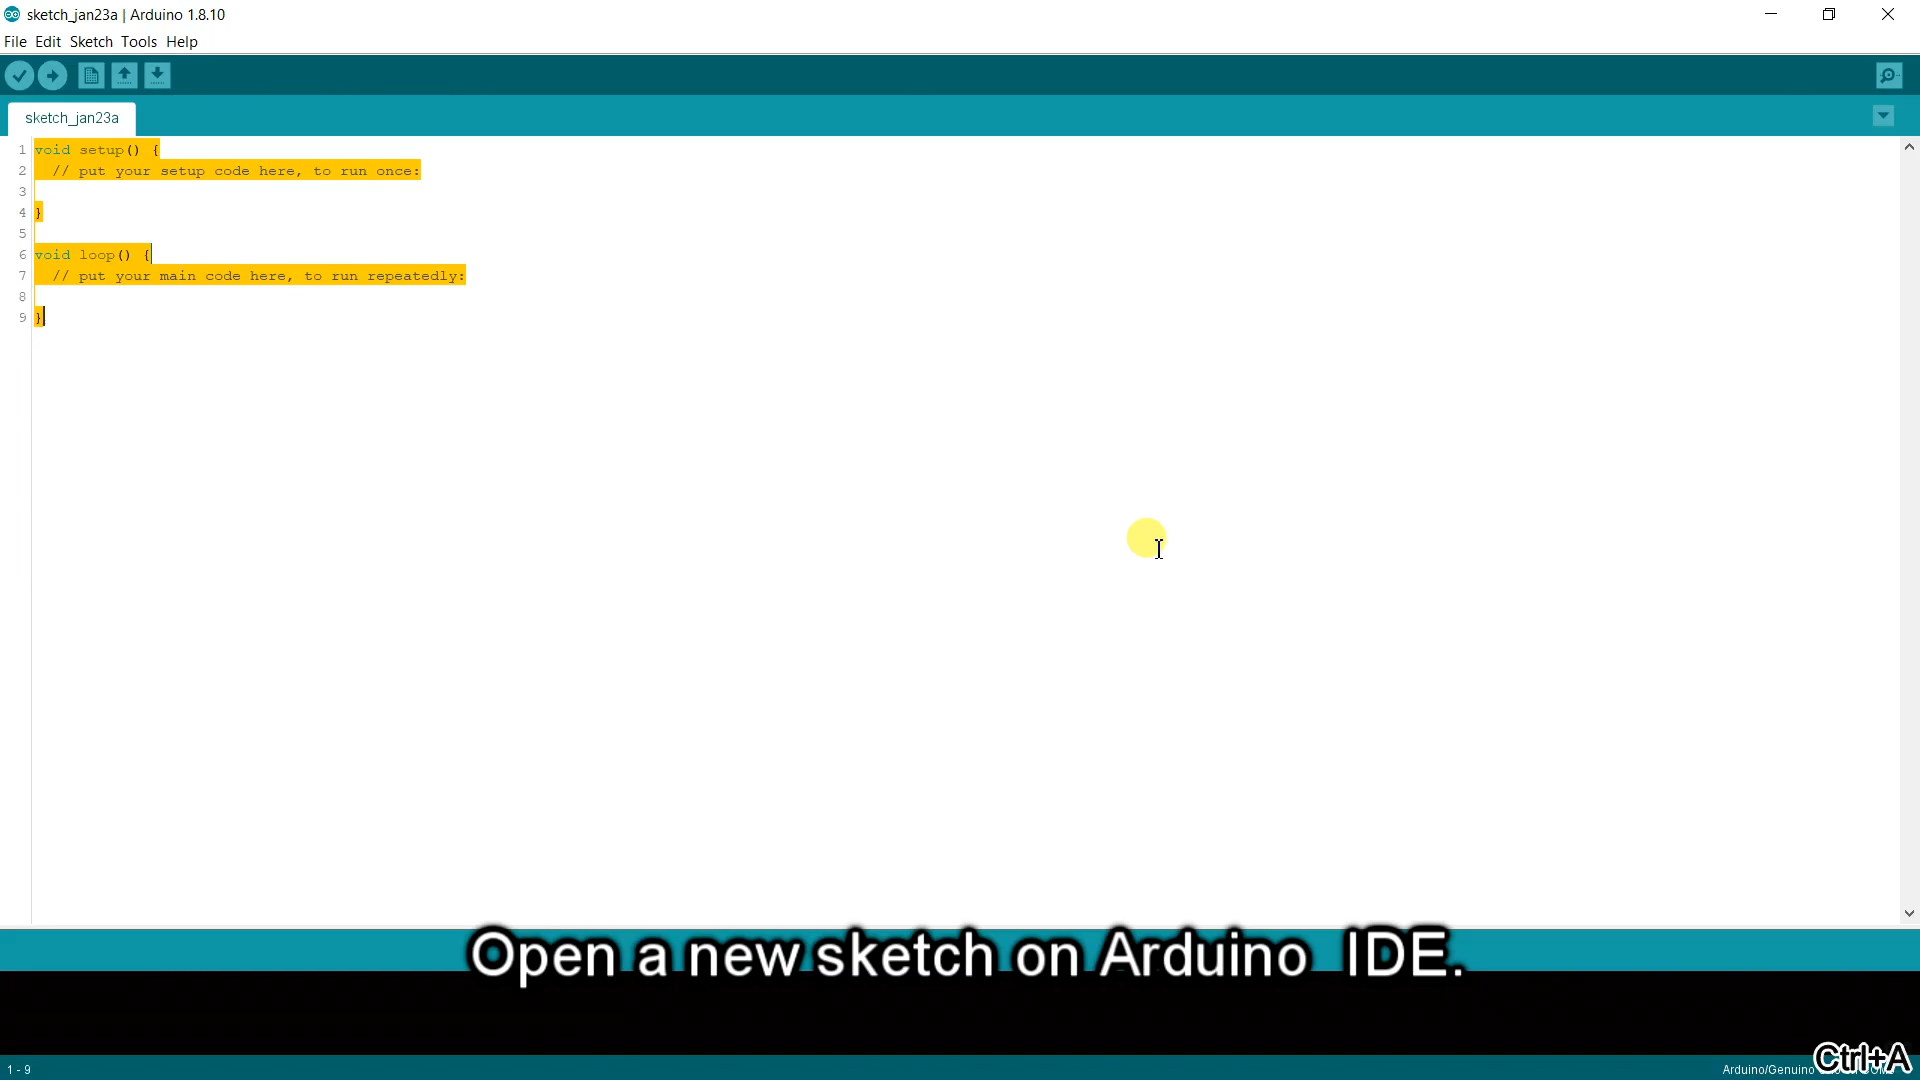 sketch_jan23a | Arduino 1.8.10
File Edit Sketch Tools Help
sketch_jan23a
1 void setup() {
2 // put your setup code here, to run once:
3
4 }
5
6 void loop() {
7 // put your main code here, to run repeatedly:
8
9 }
Open a new sketch on Arduino IDE.
Ctrl+A
1 - 9
Arduino/Genuino